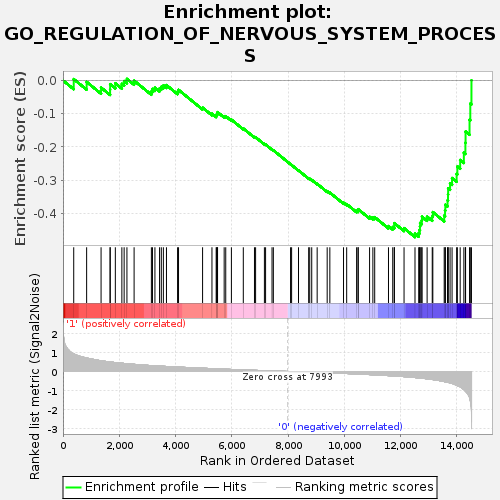 Enrichment plot:
GO_REGULATION_OF_NERVOUS_SYSTEM_PROCES
S
Enrichment score (ES)
0.0
-0.1
-0.2
-0.3
-0.4
'1' (positively correlated)
Ranked list metric (Signal2Noise)
2
1
0
-1
-2
-3
Zero cross at 7993
'0' (negatively correlated)
0
2,000
4,000
6,000
8,000
10,000
12,000
14,000
Rank in Ordered Dataset
Enrichment profile
Hits
Ranking metric scores